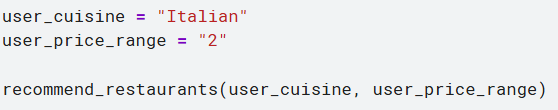 user_cuisine = "Italian"
user_price_range = "2"
recommend_restaurants(user_cuisine, user_price_range)